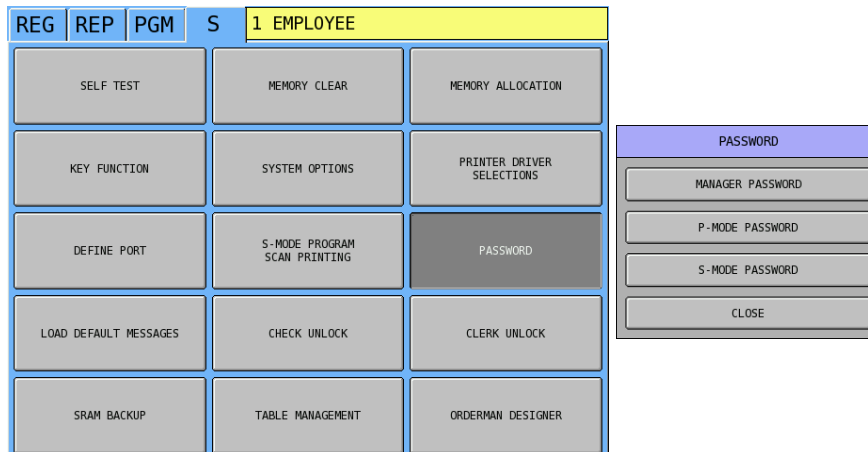 REG REP PGM S 1 EMPLOYEE
SELF TEST
MEMORY CLEAR
MEMORY ALLOCATION
KEY FUNCTION
SYSTEM OPTIONS
PRINTER DRIVER
SELECTIONS
DEFINE PORT
S-MODE PROGRAM
SCAN PRINTING
PASSWORD
LOAD DEFAULT MESSAGES
CHECK UNLOCK
CLERK UNLOCK
SRAM BACKUP
TABLE MANAGEMENT
ORDERMAN DESIGNER
PASSWORD
MANAGER PASSWORD
P-MODE PASSWORD
S-MODE PASSWORD
CLOSE